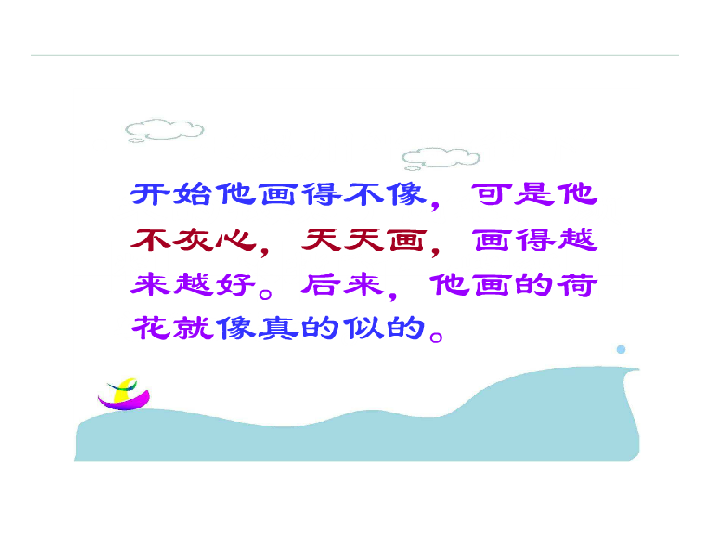 开始他画得不像，可是他
不灰心，天天画，画得越
来越好。后来，他画的荷
花就像真的似的。